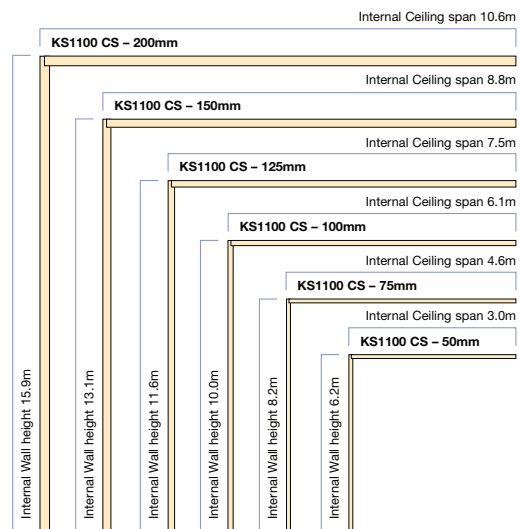 Internal Ceiling span 10.6m
KS1100 CS – 200mm
Internal Ceiling span 8.8m
KS1100 CS – 150mm
Internal Ceiling span 7.5m
KS1100 CS – 125mm
Internal Ceiling span 6.1m
KS1100 CS – 100mm
Internal Ceiling span 4.6m
KS1100 CS – 75mm
Internal Ceiling span 3.0m
KS1100 CS – 50mm
Internal Wall height 15.9m
Internal Wall height 13.1m
Internal Wall height 11.6m
Internal Wall height 10.0m
Internal Wall height 8.2m
Internal Wall height 6.2m